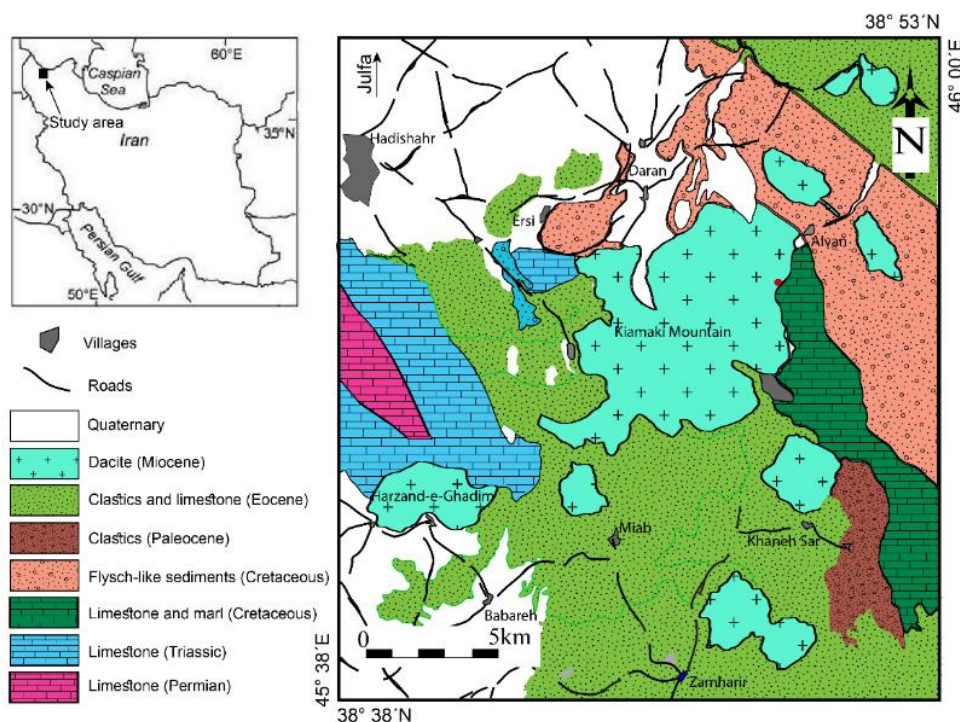 60°E
Caspian
Sea
Study area
Iran
35°N
30°N
Persian Gulf
50°E
Villages
Roads
Quaternary
Dacite (Miocene)
Clastics and limestone (Eocene)
Clastics (Paleocene)
Flysch-like sediments (Cretaceous)
Limestone and marl (Cretaceous)
Limestone (Triassic)
Limestone (Permian)
38° 53´N
46° 00´E
Julfa
N
Hadishahr
Daran
Ersi
Alvan
Kiamaki Mountain
Harzand-e-Ghadim
Miab
Khaneh Sar
Babareh
0 5km
Zamharir
45° 38´E
38° 38´N